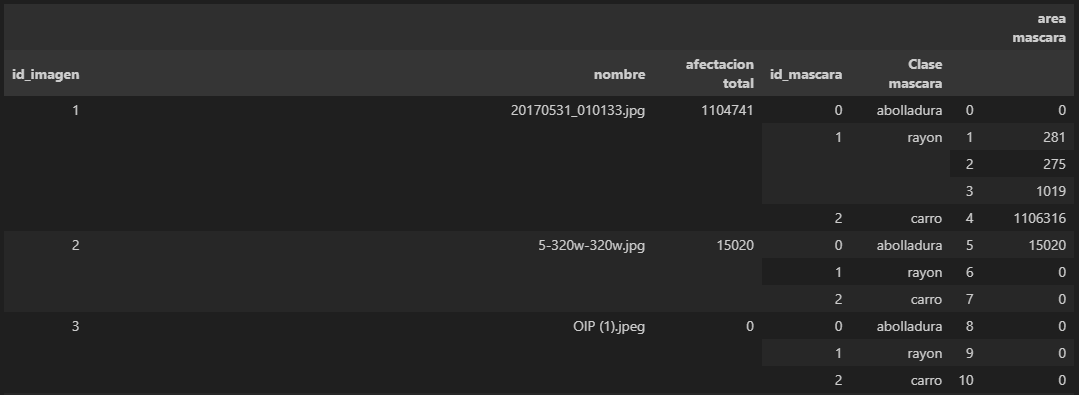 area
mascara
id_imagen nombre afectacion total id_mascara Clase mascara
1 20170531_010133.jpg 1104741 0 abolladura 0 0
1 rayon 1 281
2 275
3 1019
2 carro 4 1106316
2 5-320w-320w.jpg 15020 0 abolladura 5 15020
1 rayon 6 0
2 carro 7 0
3 OIP (1).jpeg 0 0 abolladura 8 0
1 rayon 9 0
2 carro 10 0